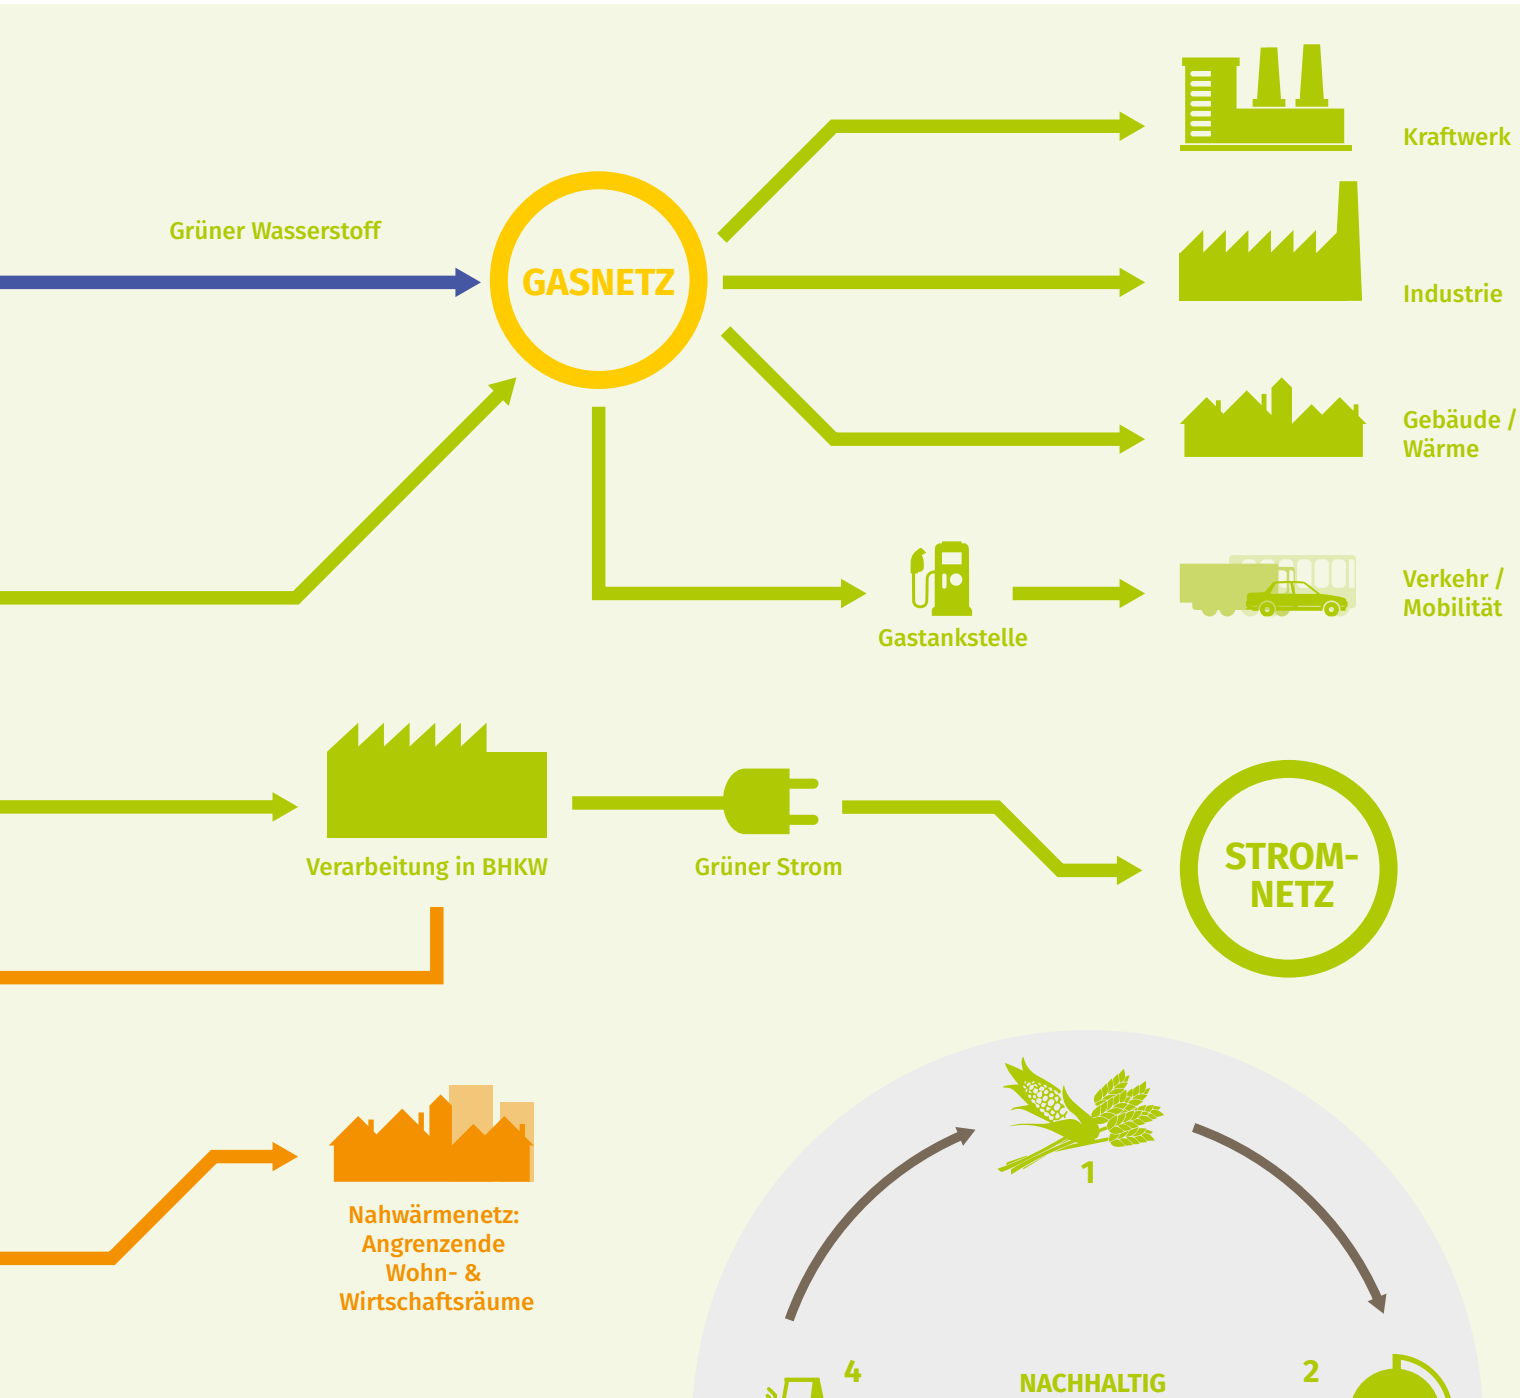 Kraftwerk
Grüner Wasserstoff
GASNETZ
Industrie
Gebäude /
Wärme
Verkehr /
Mobilität
Gastankstelle
Verarbeitung in BHKW
Grüner Strom
STROM-
NETZ
1
Nahwärmenetz:
Angrenzende
Wohn- &
Wirtschaftsräume
4
NACHHALTIG
2